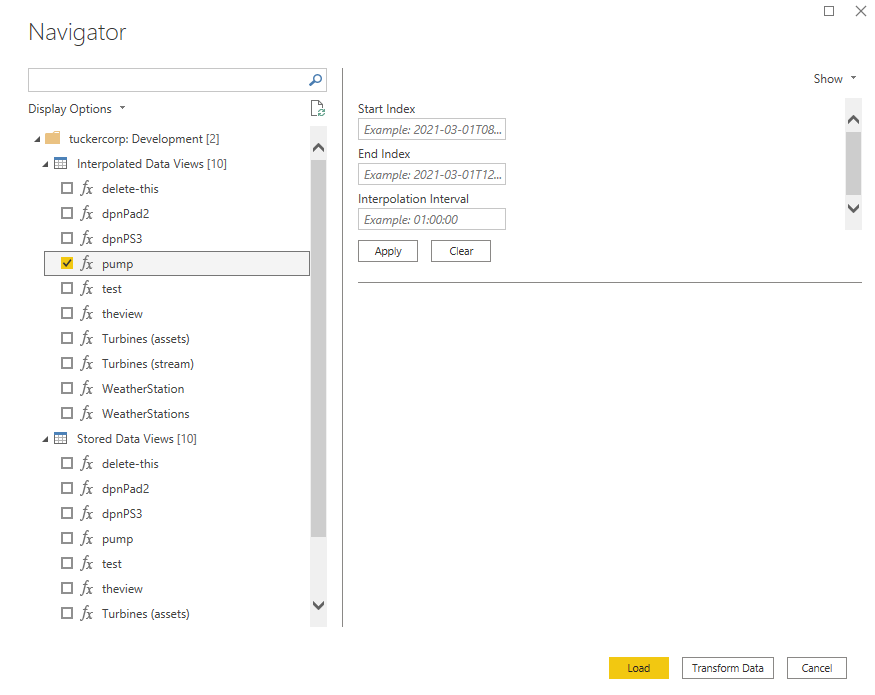 Navigator
Display Options
tuckercorp: Development [2]
Interpolated Data Views [10]
fx delete-this
fx dpnPad2
fx dpnPS3
fx pump
fx test
fx theview
fx Turbines (assets)
fx Turbines (stream)
fx WeatherStation
fx WeatherStations
Stored Data Views [10]
fx delete-this
fx dpnPad2
fx dpnPS3
fx pump
fx test
fx theview
fx Turbines (assets)
Show
Start Index
Example: 2021-03-01T08...
End Index
Example: 2021-03-01T12...
Interpolation Interval
Example: 01:00:00
Apply Clear
Load Transform Data Cancel